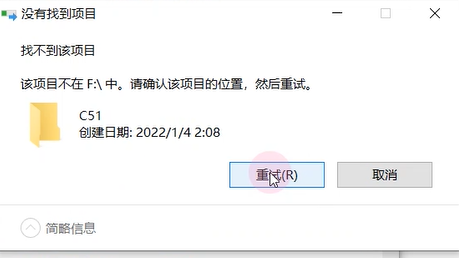 没有找到项目
找不到该项目
该项目不在 F:\ 中。请确认该项目的位置，然后重试。
C51
创建日期: 2022/1/4 2:08
重试(R)
取消
简略信息